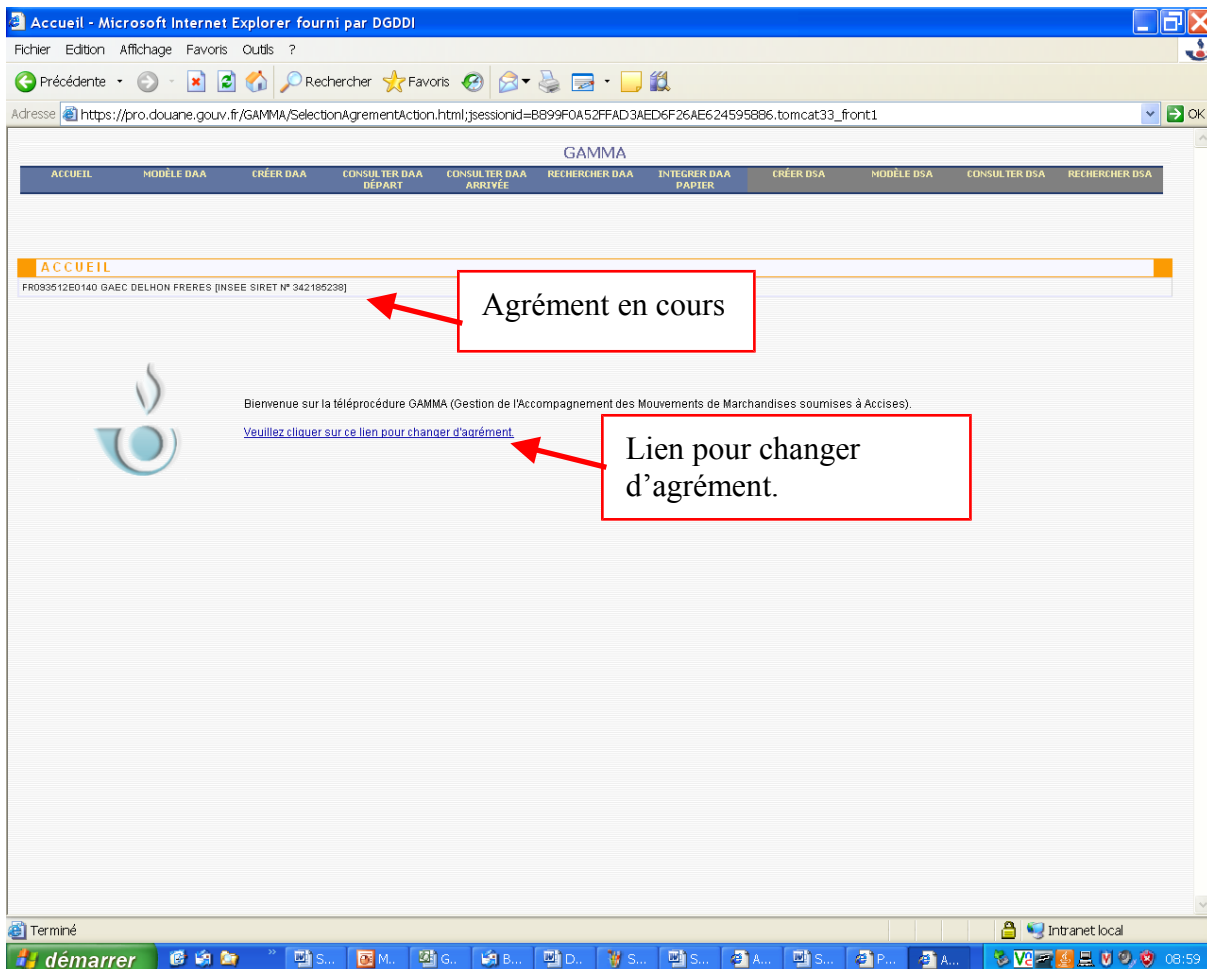 Accueil - Microsoft Internet Explorer fourni par DGDDI
Fichier Edition Affichage Favoris Outils ?
Précédente Rechercher Favoris
Adresse https://pro.douane.gouv.fr/GAMMA/SelectionAgrementAction.html;jsessionid=B899F0A52FFAD3AED6F26AE624595886.tomcat33_front1 OK
GAMMA
ACCUEIL MODÈLE DAA CRÉER DAA CONSULTER DAA DÉPART CONSULTER DAA ARRIVÉE RECHERCHER DAA INTEGRER DAA PAPIER CRÉER DSA MODÈLE DSA CONSULTER DSA RECHERCHER DSA
ACCUEIL
FR093512E0140 GAEC DELHON FRERES [INSEE SIRET N° 342185238]
Agrément en cours
Bienvenue sur la téléprocédure GAMMA (Gestion de l'Accompagnement des Mouvements de Marchandises soumises à Accises).
Veuillez cliquer sur ce lien pour changer d'agrément.
Lien pour changer
d’agrément.
Terminé Intranet local
démarrer » S... M... G... B... D... S... S... A... S... P... A... 08:59